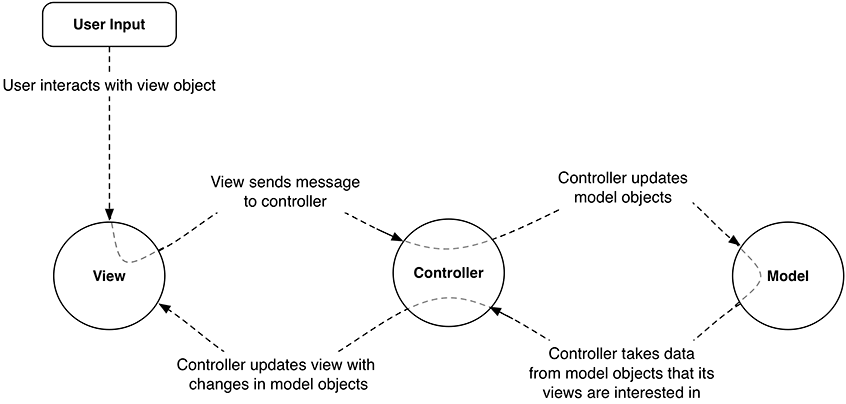 User Input
User interacts with view object
View sends message
to controller
Controller updates
model objects
View
Controller
Model
Controller updates view with
changes in model objects
Controller takes data
from model objects that its
views are interested in